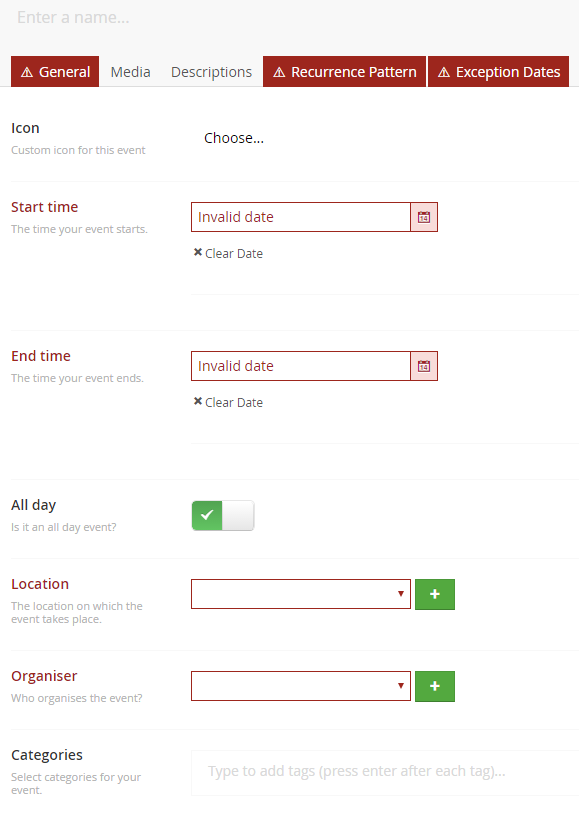 Enter a name...
General Media Descriptions Recurrence Pattern Exception Dates
Icon
Custom icon for this event
Choose...
Start time
The time your event starts.
Invalid date
14
Clear Date
End time
The time your event ends.
Invalid date
14
Clear Date
All day
Is it an all day event?
Location
The location on which the
event takes place.
Organiser
Who organises the event?
Categories
Select categories for your
event.
Type to add tags (press enter after each tag)...